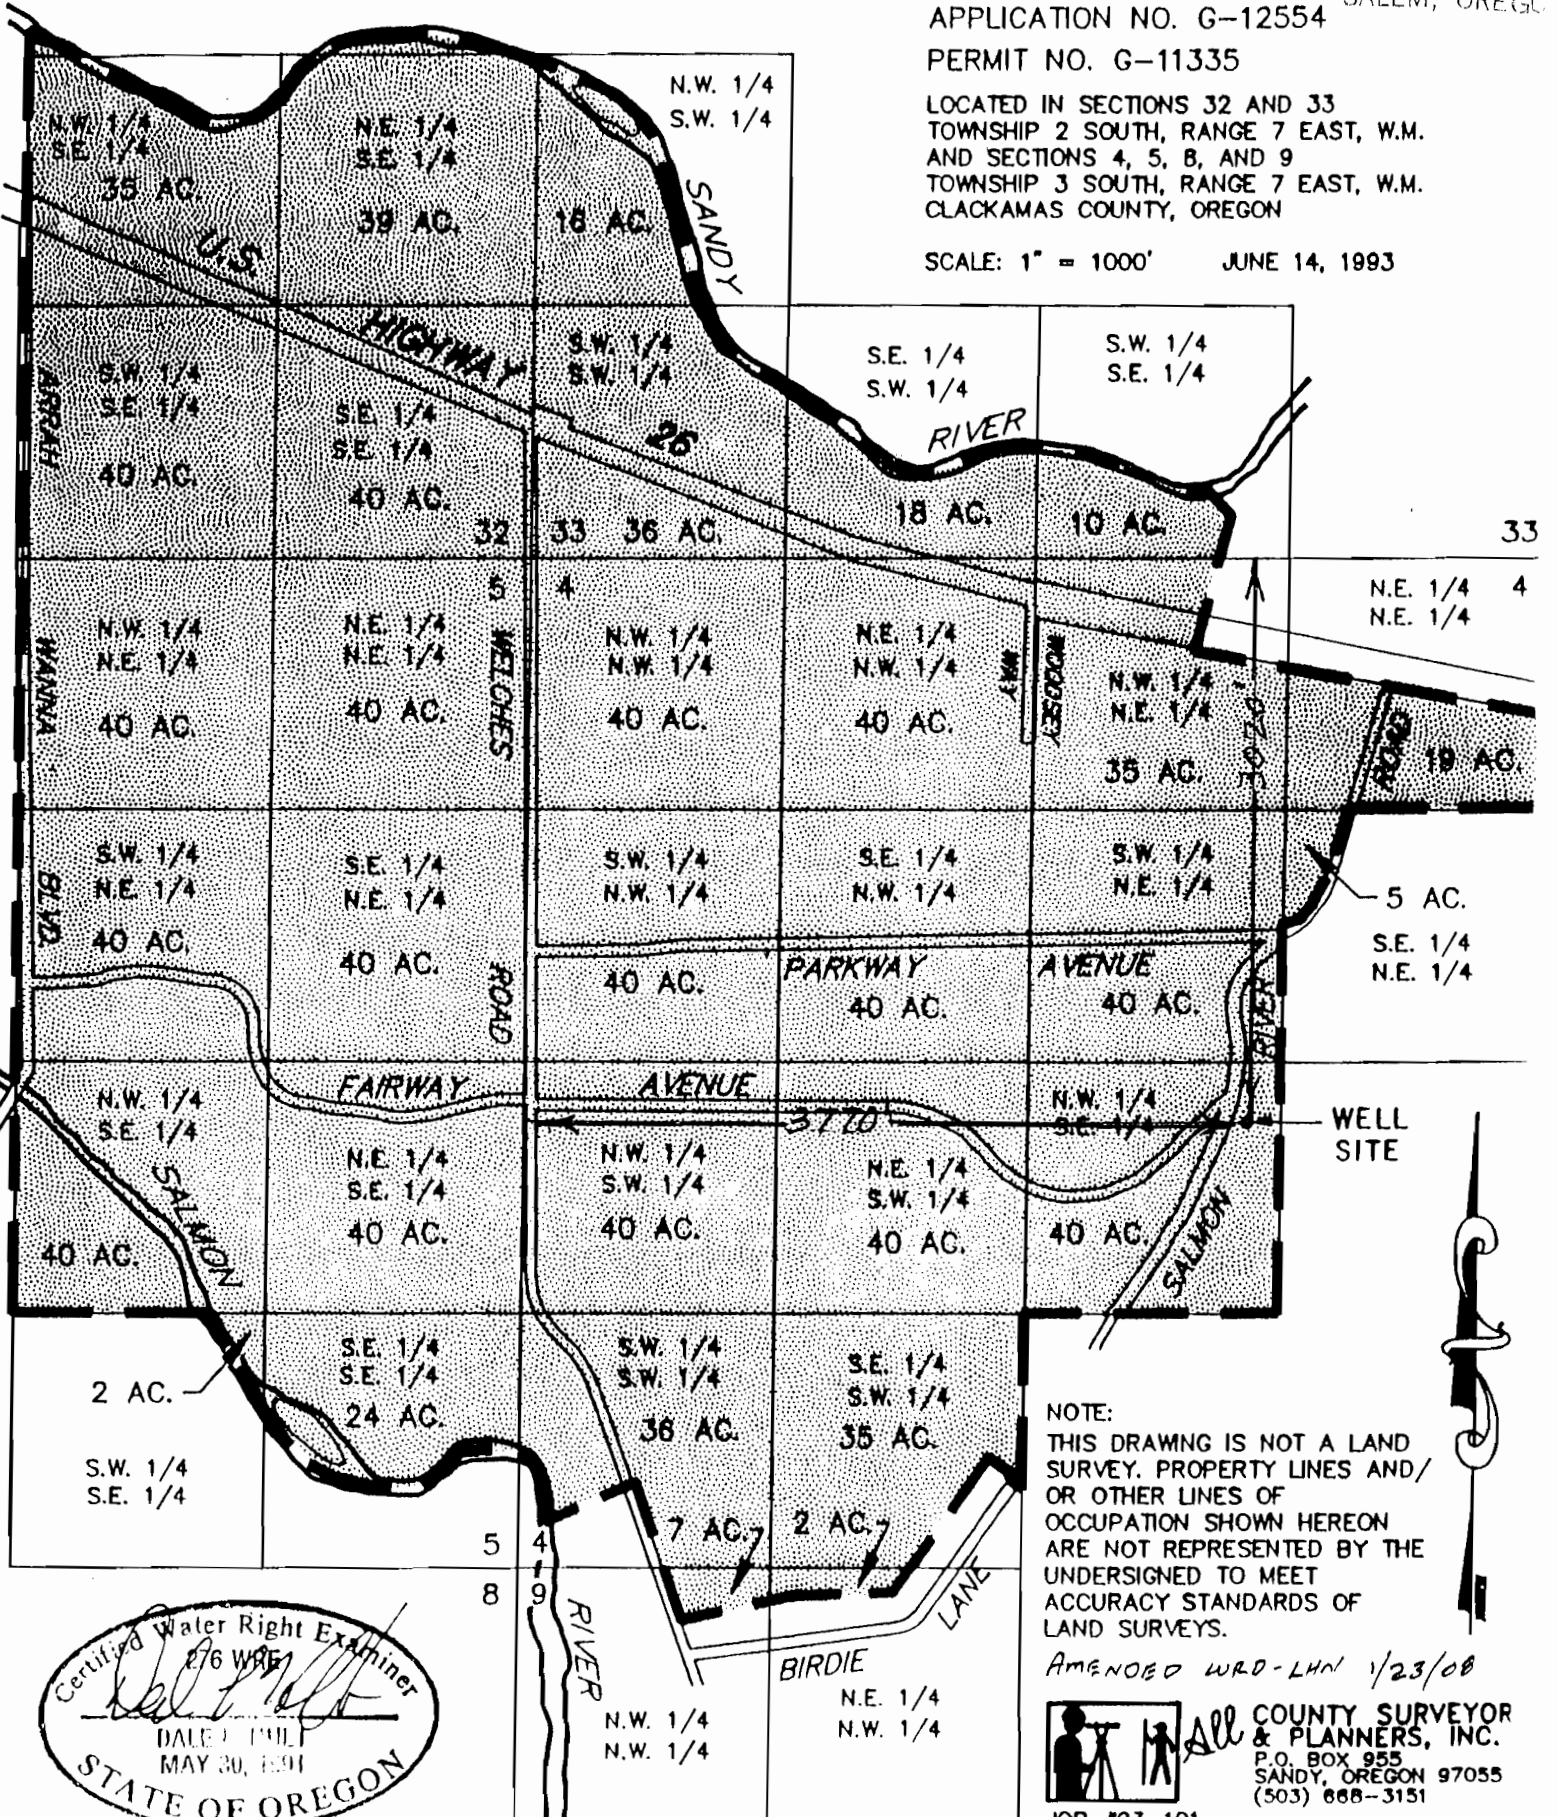 SALEM, OREGO
APPLICATION NO. G-12554
PERMIT NO. G-11335
LOCATED IN SECTIONS 32 AND 33
TOWNSHIP 2 SOUTH, RANGE 7 EAST, W.M.
AND SECTIONS 4, 5, 8, AND 9
TOWNSHIP 3 SOUTH, RANGE 7 EAST, W.M.
CLACKAMAS COUNTY, OREGON
SCALE: 1" = 1000' JUNE 14, 1993
N.W. 1/4
S.E. 1/4
35 AC.
N.E. 1/4
S.E. 1/4
39 AC.
16 AC.
N.W. 1/4
S.W. 1/4
SANDY
RIVER
U.S.
HIGHWAY
26
S.W. 1/4
S.E. 1/4
40 AC.
S.E. 1/4
S.E. 1/4
40 AC.
S.W. 1/4
S.W. 1/4
36 AC.
S.E. 1/4
S.W. 1/4
18 AC.
S.W. 1/4
S.E. 1/4
10 AC.
32
33
33
5
4
4
ARRAH
WANNA
BLVD.
N.W. 1/4
N.E. 1/4
40 AC.
N.E. 1/4
N.E. 1/4
40 AC.
WELCHES
ROAD
N.W. 1/4
N.W. 1/4
40 AC.
N.E. 1/4
N.W. 1/4
40 AC.
WOODSEY
WAY
N.W. 1/4
N.E. 1/4
35 AC.
3070'
N.E. 1/4
N.E. 1/4
ROAD
19 AC.
S.W. 1/4
N.E. 1/4
40 AC.
S.E. 1/4
N.E. 1/4
40 AC.
S.W. 1/4
N.W. 1/4
40 AC.
S.E. 1/4
N.W. 1/4
40 AC.
S.W. 1/4
N.E. 1/4
40 AC.
5 AC.
S.E. 1/4
N.E. 1/4
PARKWAY AVENUE
RIVER
FAIRWAY AVENUE
3770'
WELL
SITE
N.W. 1/4
S.E. 1/4
40 AC.
SALMON
N.E. 1/4
S.E. 1/4
40 AC.
N.W. 1/4
S.W. 1/4
40 AC.
N.E. 1/4
S.W. 1/4
40 AC.
N.W. 1/4
S.E. 1/4
40 AC.
SALMON
2 AC.
S.W. 1/4
S.E. 1/4
S.E. 1/4
S.E. 1/4
24 AC.
S.W. 1/4
S.W. 1/4
36 AC.
S.E. 1/4
S.W. 1/4
35 AC.
7 AC.
2 AC.
5
4
8
9
RIVER
BIRDIE
LANE
N.W. 1/4
N.W. 1/4
N.E. 1/4
N.W. 1/4
NOTE:
THIS DRAWING IS NOT A LAND
SURVEY. PROPERTY LINES AND/
OR OTHER LINES OF
OCCUPATION SHOWN HEREON
ARE NOT REPRESENTED BY THE
UNDERSIGNED TO MEET
ACCURACY STANDARDS OF
LAND SURVEYS.
AMENDED WRD-LHN 1/23/08
All COUNTY SURVEYOR
& PLANNERS, INC.
P.O. BOX 955
SANDY, OREGON 97055
(503) 668-3151
Certified Water Right Examiner
276 WRE
MAY 30, 1991
STATE OF OREGON